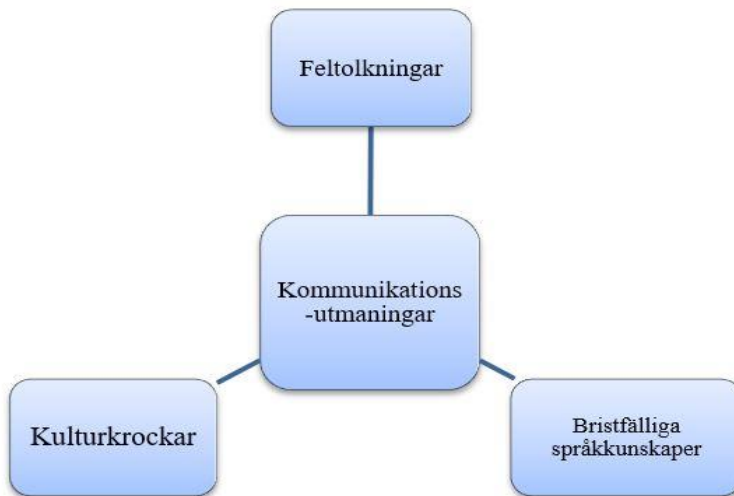 Feltolkningar
Kommunikations
-utmaningar
Kulturkrockar
Bristfälliga
språkkunskaper